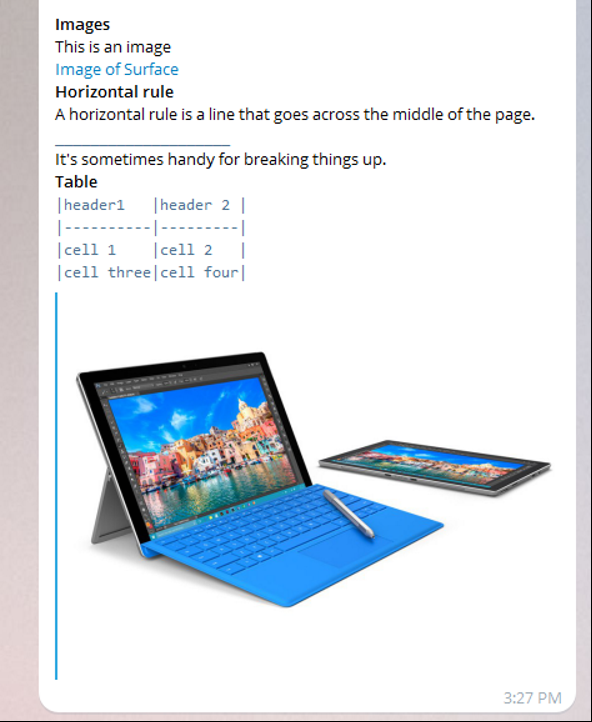 Images
This is an image
Image of Surface
Horizontal rule
A horizontal rule is a line that goes across the middle of the page.
It's sometimes handy for breaking things up.
Table
|header1   |header 2 |
|----------|---------|
|cell 1    |cell 2   |
|cell three|cell four|
3:27 PM